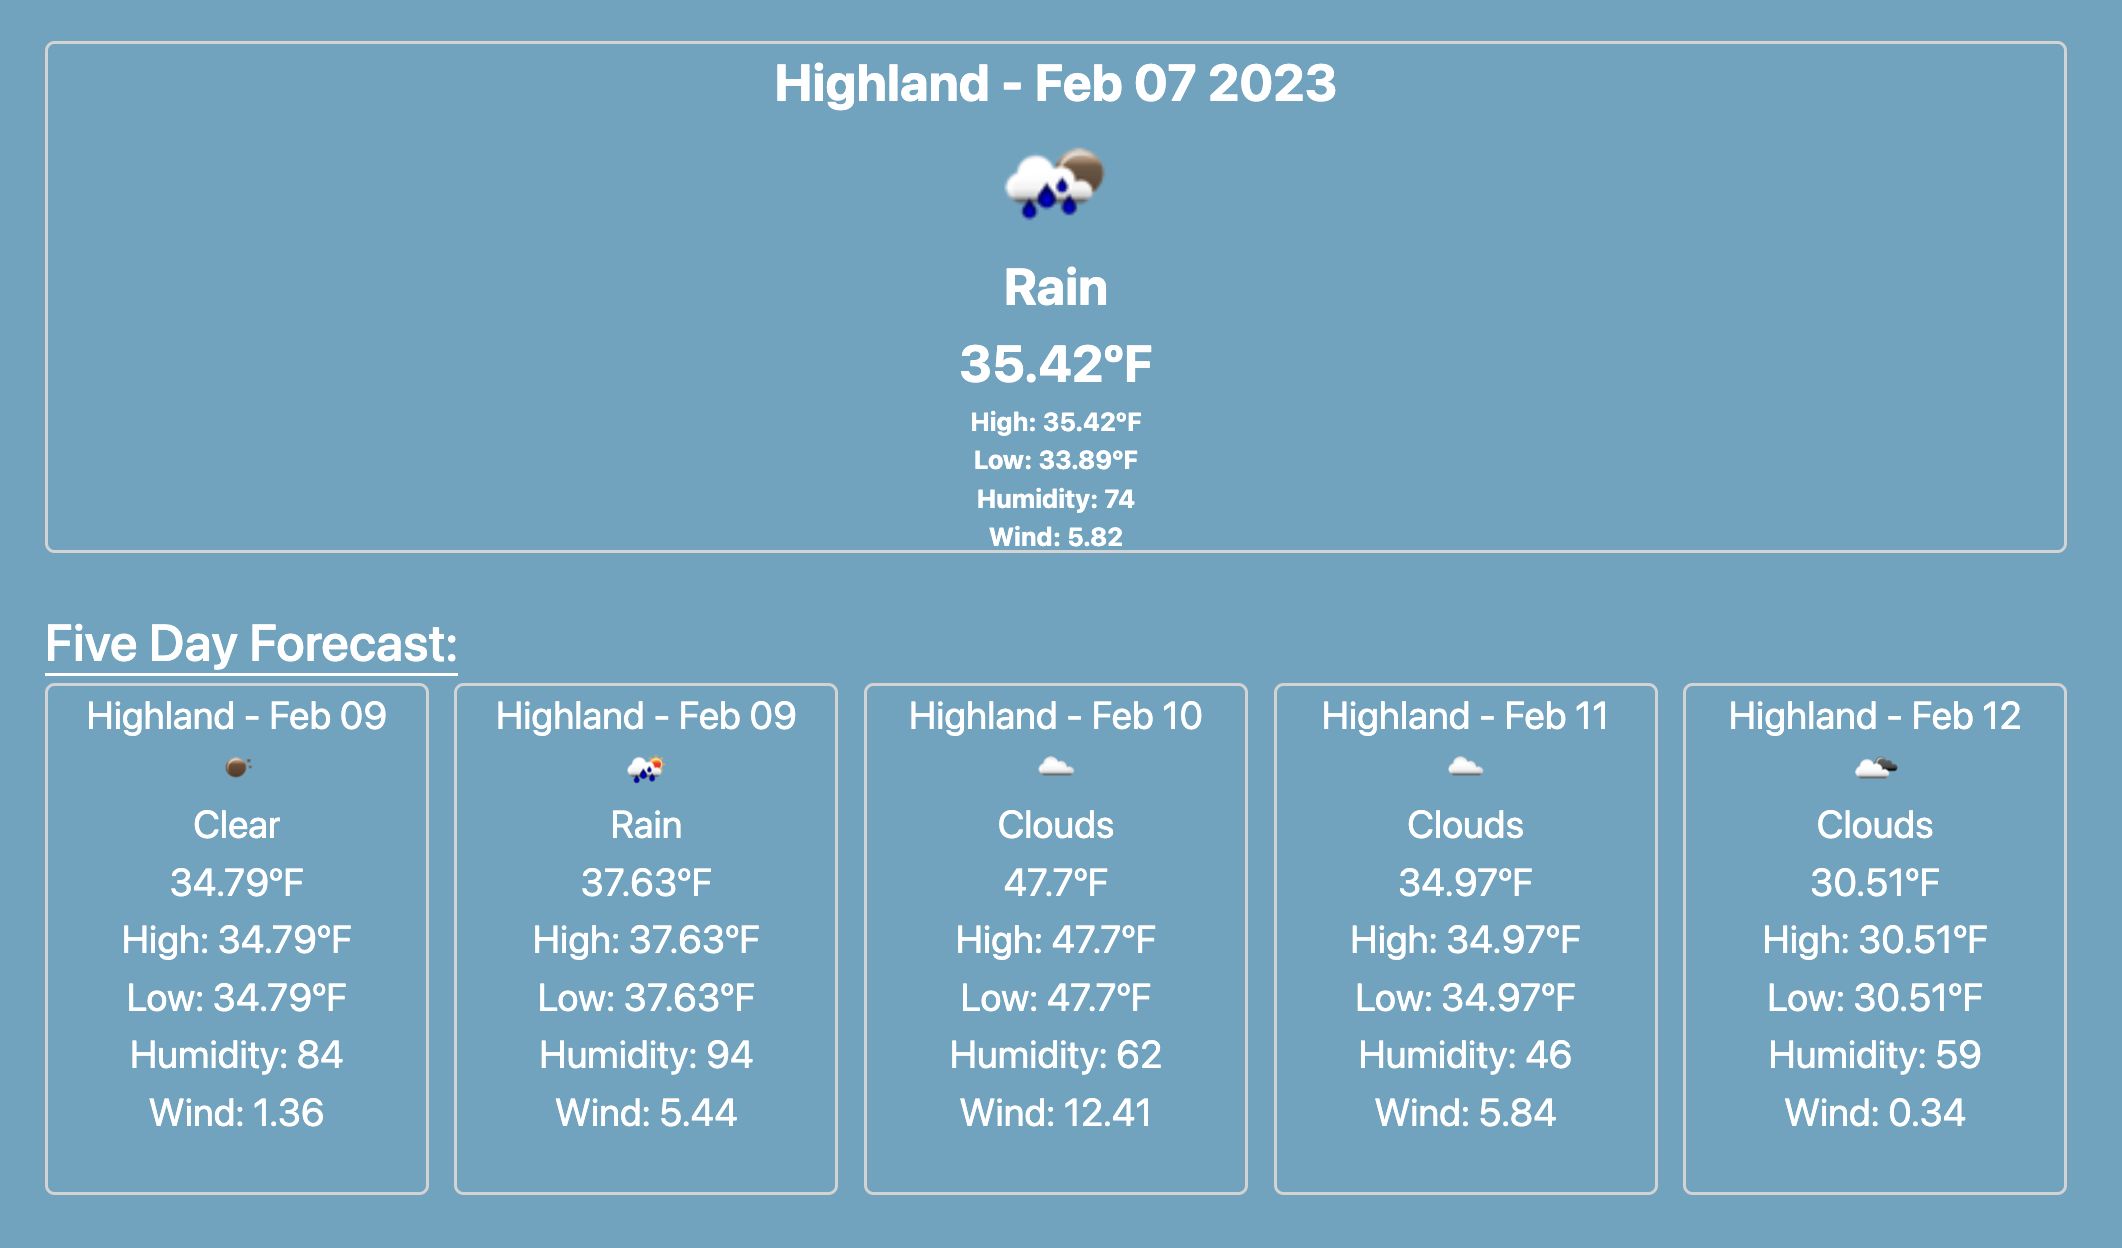 Highland - Feb 07 2023
Rain
35.42°F
High: 35.42°F
Low: 33.89°F
Humidity: 74
Wind: 5.82
Five Day Forecast:
Highland - Feb 09
Clear
34.79°F
High: 34.79°F
Low: 34.79°F
Humidity: 84
Wind: 1.36
Highland - Feb 09
Rain
37.63°F
High: 37.63°F
Low: 37.63°F
Humidity: 94
Wind: 5.44
Highland - Feb 10
Clouds
47.7°F
High: 47.7°F
Low: 47.7°F
Humidity: 62
Wind: 12.41
Highland - Feb 11
Clouds
34.97°F
High: 34.97°F
Low: 34.97°F
Humidity: 46
Wind: 5.84
Highland - Feb 12
Clouds
30.51°F
High: 30.51°F
Low: 30.51°F
Humidity: 59
Wind: 0.34